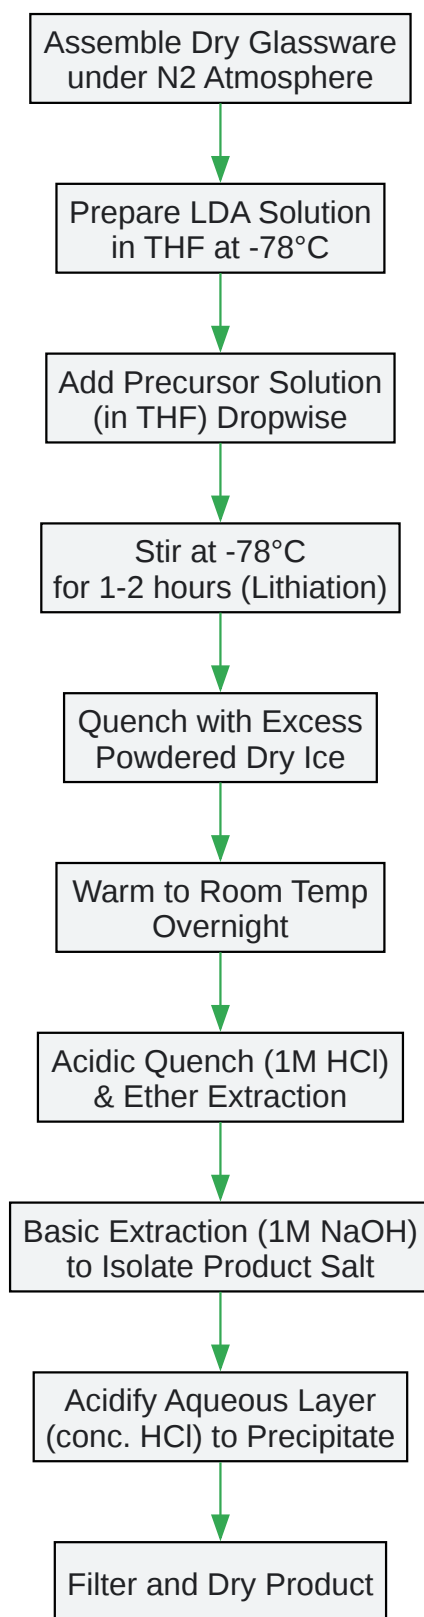 Assemble Dry Glassware
under N2 Atmosphere
Prepare LDA Solution
in THF at -78°C
Add Precursor Solution
(in THF) Dropwise
Stir at -78°C
for 1-2 hours (Lithiation)
Quench with Excess
Powdered Dry Ice
Warm to Room Temp
Overnight
Acidic Quench (1M HCl)
& Ether Extraction
Basic Extraction (1M NaOH)
to Isolate Product Salt
Acidify Aqueous Layer
(conc. HCl) to Precipitate
Filter and Dry Product